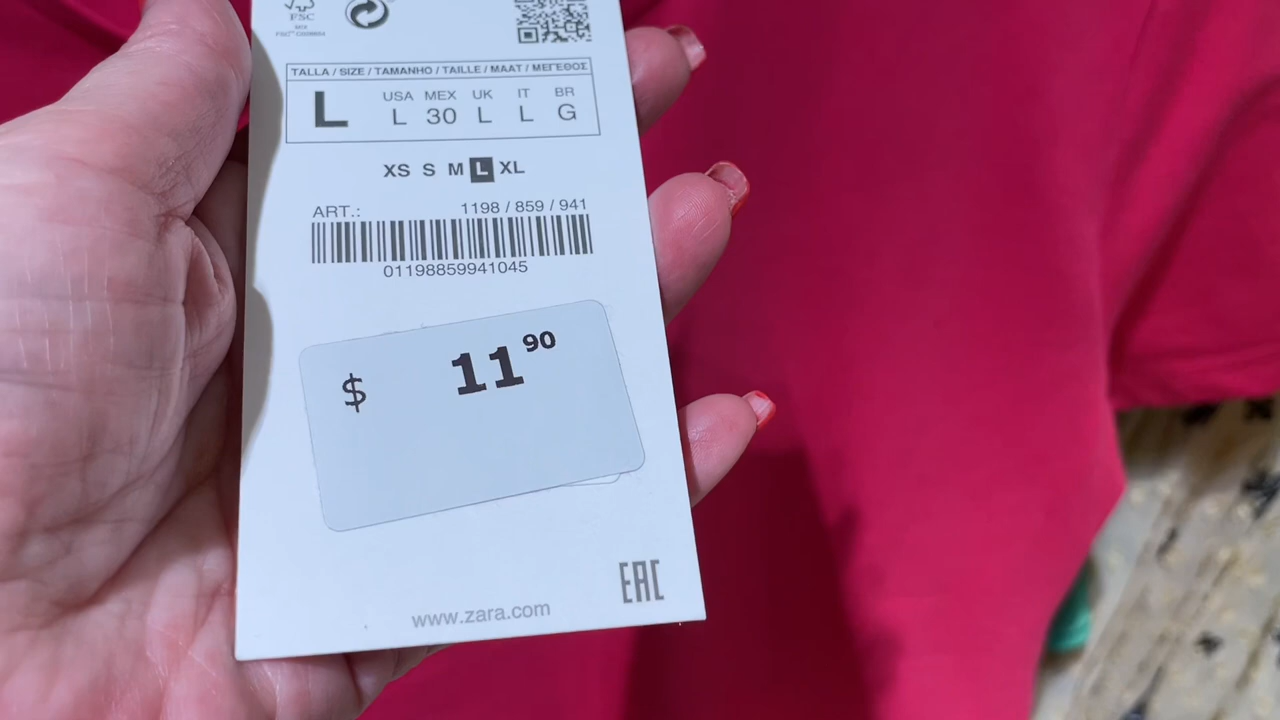 FSC
MIX
TALLA / SIZE / TAMANHO / TAILLE / MAAT / ΜΕΓΕΘΟΣ
L
USA MEX UK IT BR
L 30 L L G
XS S M L XL
ART.: 1198 / 859 / 941
01198859941045
$ 11 90
EAC
www.zara.com